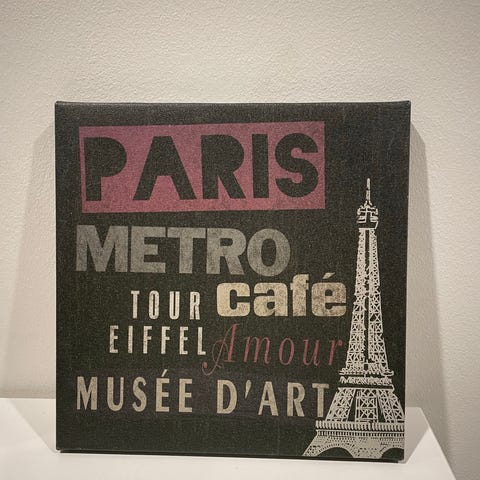 PARIS
METRO
TOUR café
EIFFEL Amour
MUSÉE D'ART